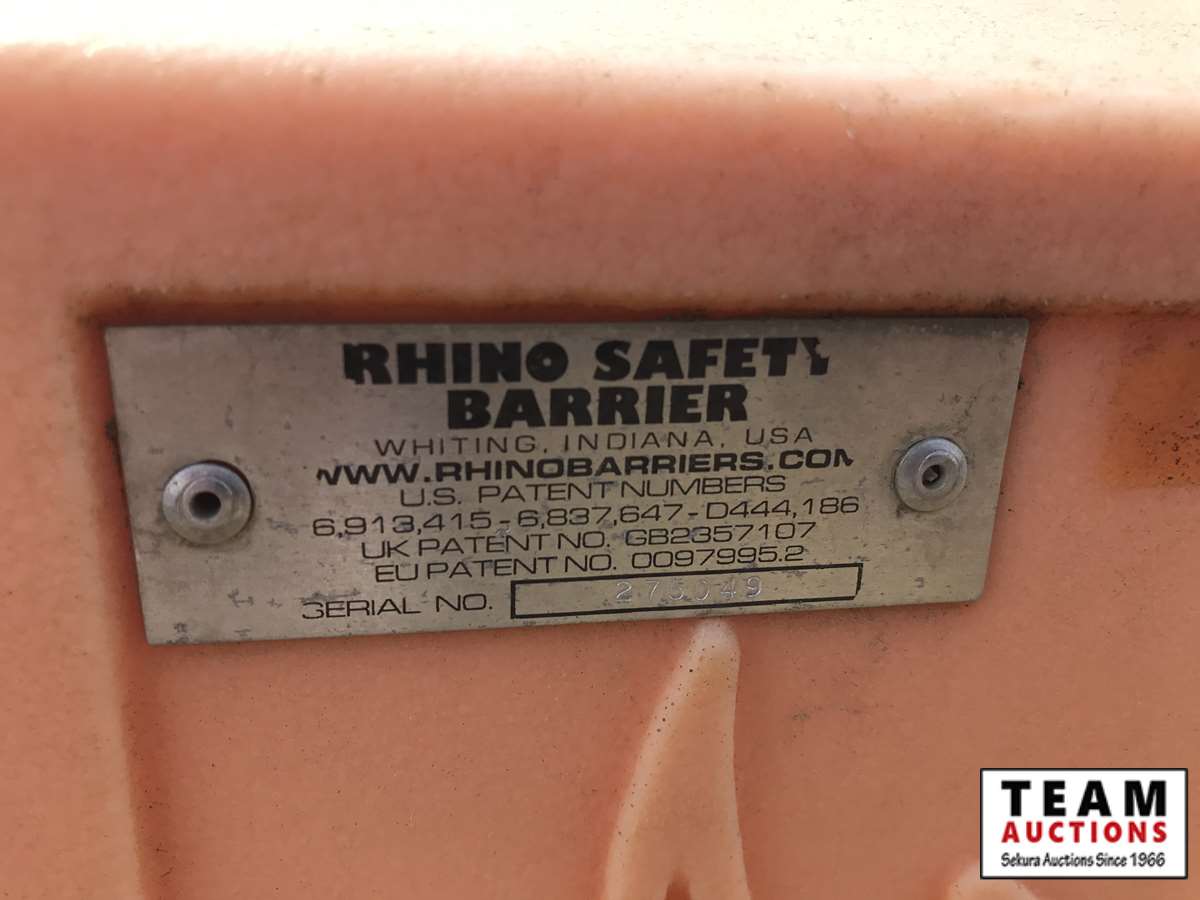 RHINO SAFETY
BARRIER
WHITING, INDIANA, USA
WWW.RHINOBARRIERS.COM
U.S. PATENT NUMBERS
6,913,415-6,837,647-D444,186
UK PATENT NO. GB2357107
EU PATENT NO. 0097995.2
SERIAL NO.
TEAM
AUCTIONS
Sekura Auctions Since 1966